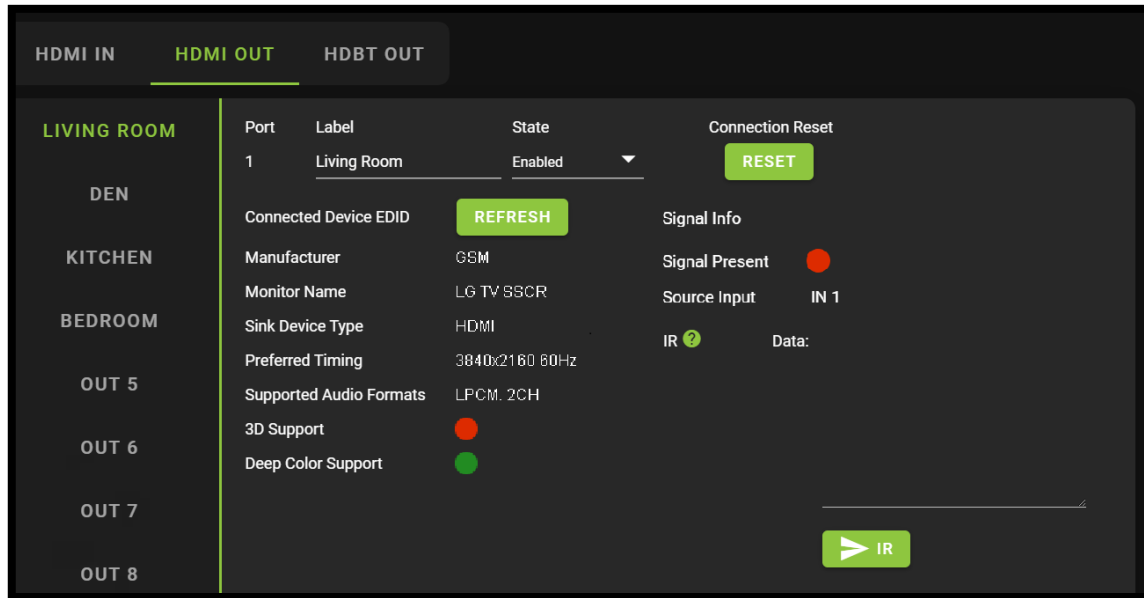 HDMI IN HDMI OUT HDBT OUT
LIVING ROOM
DEN
KITCHEN
BEDROOM
OUT 5
OUT 6
OUT 7
OUT 8
Port Label State Connection Reset
1 Living Room Enabled RESET
Connected Device EDID REFRESH
Manufacturer GSM
Monitor Name LG TV SSCR
Sink Device Type HDMI
Preferred Timing 3840x2160 60Hz
Supported Audio Formats LPCM. 2CH
3D Support
Deep Color Support
Signal Info
Signal Present
Source Input IN 1
IR ? Data:
IR